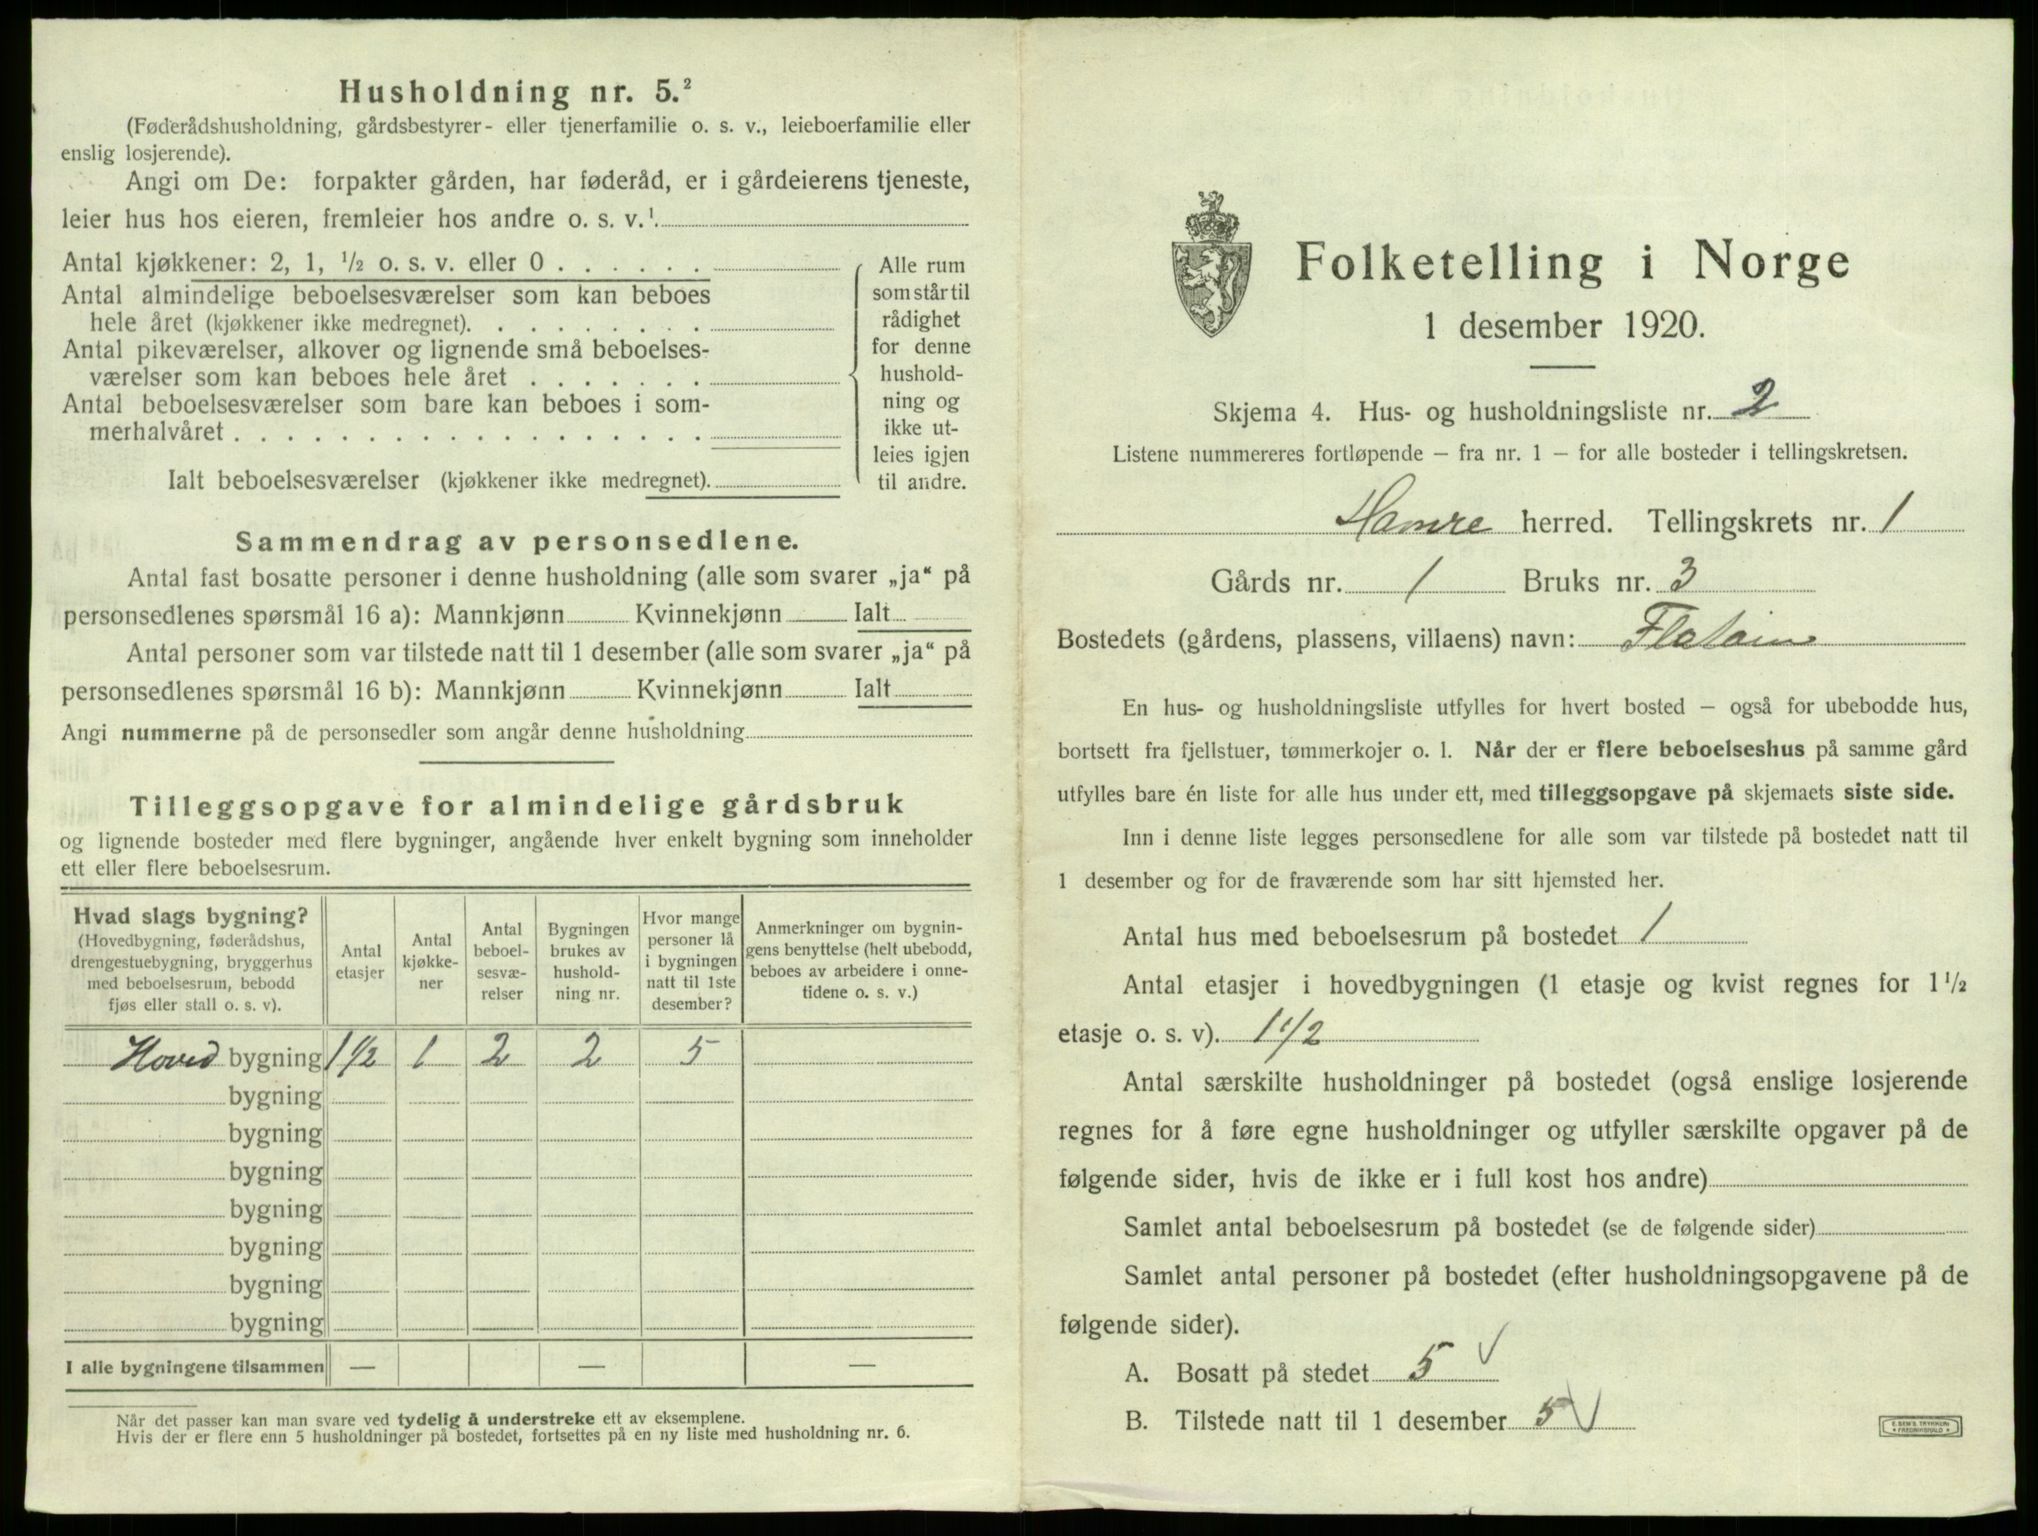 Husholdning nr. 5.²
(Føderådshusholdning, gårdsbestyrer- eller tjenerfamilie o. s. v., leieboerfamilie eller
enslig losjerende).
Angi om De: forpakter gården, har føderåd, er i gårdeierens tjeneste,
leier hus hos eieren, fremleier hos andre o. s. v.¹
Antal kjøkkener: 2, 1, ½ o. s. v. eller 0 . . . . . .
Antal almindelige beboelsesværelser som kan beboes
hele året (kjøkkener ikke medregnet). . . . . . . . .
Antal pikeværelser, alkover og lignende små beboelses-
værelser som kan beboes hele året . . . . . . .
Antal beboelsesværelser som bare kan beboes i som-
merhalvåret . . . . . . . . . . . . . . . . . .
Ialt beboelsesværelser (kjøkkener ikke medregnet).
Alle rum
som står til
rådighet
for denne
hushold-
ning og
ikke ut-
leies igjen
til andre.
Sammendrag av personsedlene.
Antal fast bosatte personer i denne husholdning (alle som svarer „ja“ på
personsedlenes spørsmål 16 a): Mannkjønn Kvinnekjønn Ialt
Antal personer som var tilstede natt til 1 desember (alle som svarer „ja“ på
personsedlenes spørsmål 16 b): Mannkjønn Kvinnekjønn Ialt
Angi nummerne på de personsedler som angår denne husholdning
Tilleggsopgave for almindelige gårdsbruk
og lignende bosteder med flere bygninger, angående hver enkelt bygning som inneholder
ett eller flere beboelsesrum.
Hvad slags bygning?
(Hovedbygning, føderådshus,
drengestuebygning, bryggerhus
med beboelsesrum, bebodd
fjøs eller stall o. s. v).
Antal
etasjer
Antal
kjøkke-
ner
Antal
beboel-
sesvæ-
relser
Bygningen
brukes av
hushold-
ning nr.
Hvor mange
personer lå
i bygningen
natt til 1ste
desember?
Anmerkninger om bygnin-
gens benyttelse (helt ubebodd,
beboes av arbeidere i onne-
tidene o. s. v.)
Hoved bygning 1½ 1 2 2 5
bygning
bygning
bygning
bygning
bygning
bygning
bygning
I alle bygningene tilsammen — — —
Når det passer kan man svare ved tydelig å understreke ett av eksemplene.
Hvis der er flere enn 5 husholdninger på bostedet, fortsettes på en ny liste med husholdning nr. 6.
Folketelling i Norge
1 desember 1920.
Skjema 4. Hus- og husholdningsliste nr. 2
Listene nummereres fortløpende – fra nr. 1 – for alle bosteder i tellingskretsen.
Hamre herred. Tellingskrets nr. 1
Gårds nr. 1 Bruks nr. 3
Bostedets (gårdens, plassens, villaens) navn:
En hus- og husholdningsliste utfylles for hvert bosted – også for ubebodde hus,
bortsett fra fjellstuer, tømmerkojer o. l. Når der er flere beboelseshus på samme gård
utfylles bare én liste for alle hus under ett, med tilleggsopgave på skjemaets siste side.
Inn i denne liste legges personsedlene for alle som var tilstede på bostedet natt til
1 desember og for de fraværende som har sitt hjemsted her.
Antal hus med beboelsesrum på bostedet 1
Antal etasjer i hovedbygningen (1 etasje og kvist regnes for 1½
etasje o. s. v). 1½
Antal særskilte husholdninger på bostedet (også enslige losjerende
regnes for å føre egne husholdninger og utfyller særskilte opgaver på de
følgende sider, hvis de ikke er i full kost hos andre)
Samlet antal beboelsesrum på bostedet (se de følgende sider)
Samlet antal personer på bostedet (efter husholdningsopgavene på de
følgende sider).
A. Bosatt på stedet 5 √
B. Tilstede natt til 1 desember 5 √
E. SEM'S TRYKKERI
* FREDRIKSHALD *